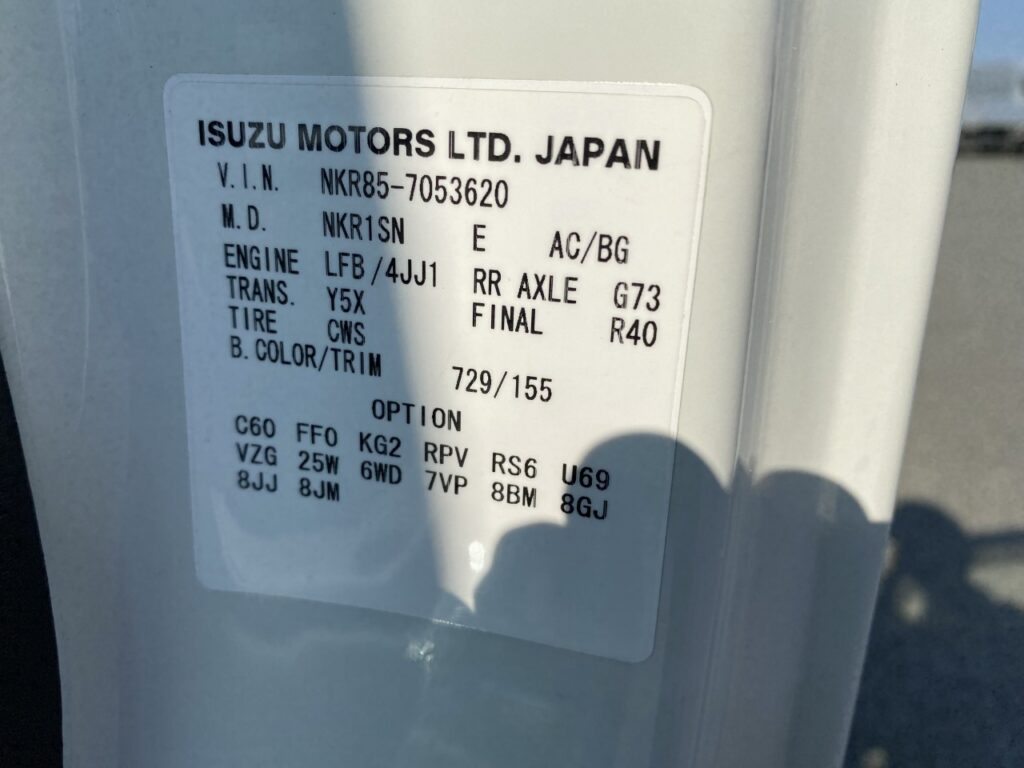 ISUZU MOTORS LTD. JAPAN
V.I.N. NKR85-7053620
M.D. NKR1SN E AC/BG
ENGINE LFB/4JJ1 RR AXLE G73
TRANS. Y5X FINAL R40
TIRE CWS
B.COLOR/TRIM 729/155
OPTION
C60 FF0 KG2 RPV RS6 U69
VZG 25W 6WD 7VP 8BM 8GJ
8JJ 8JM